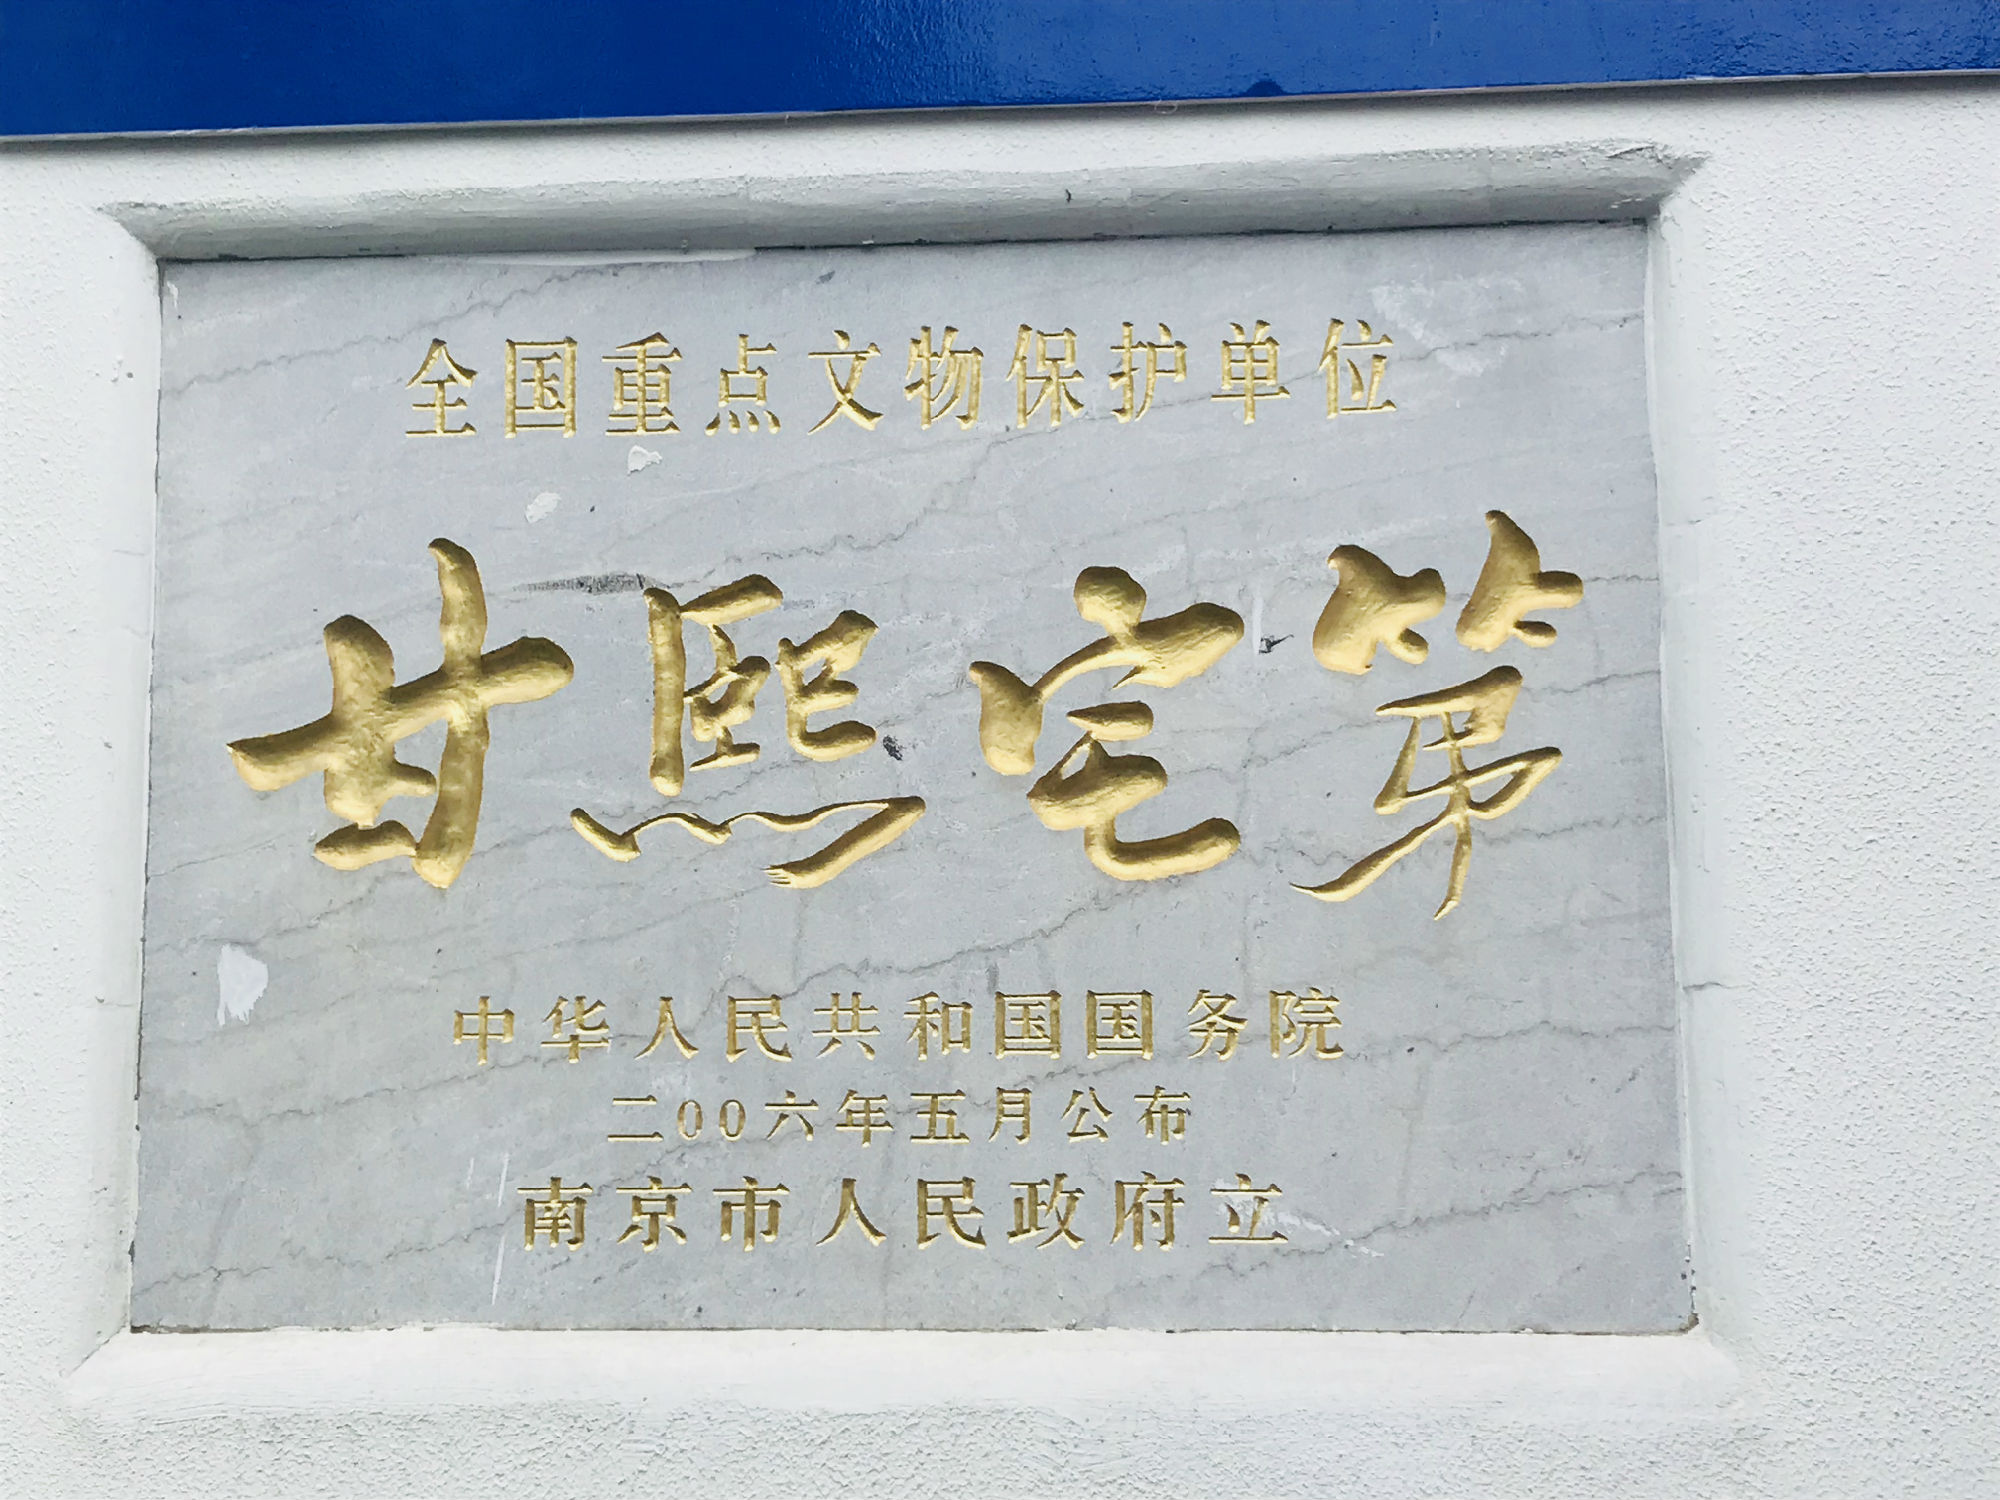 全国重点文物保护单位
甘熙宅第
中华人民共和国国务院
二00六年五月公布
南京市人民政府立